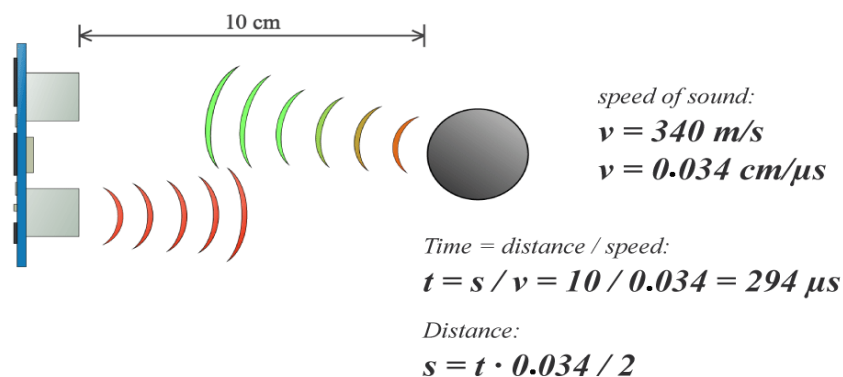 10 cm
speed of sound:
v = 340 m/s
v = 0.034 cm/μs
Time = distance / speed:
t = s / v = 10 / 0.034 = 294 μs
Distance:
s = t · 0.034 / 2